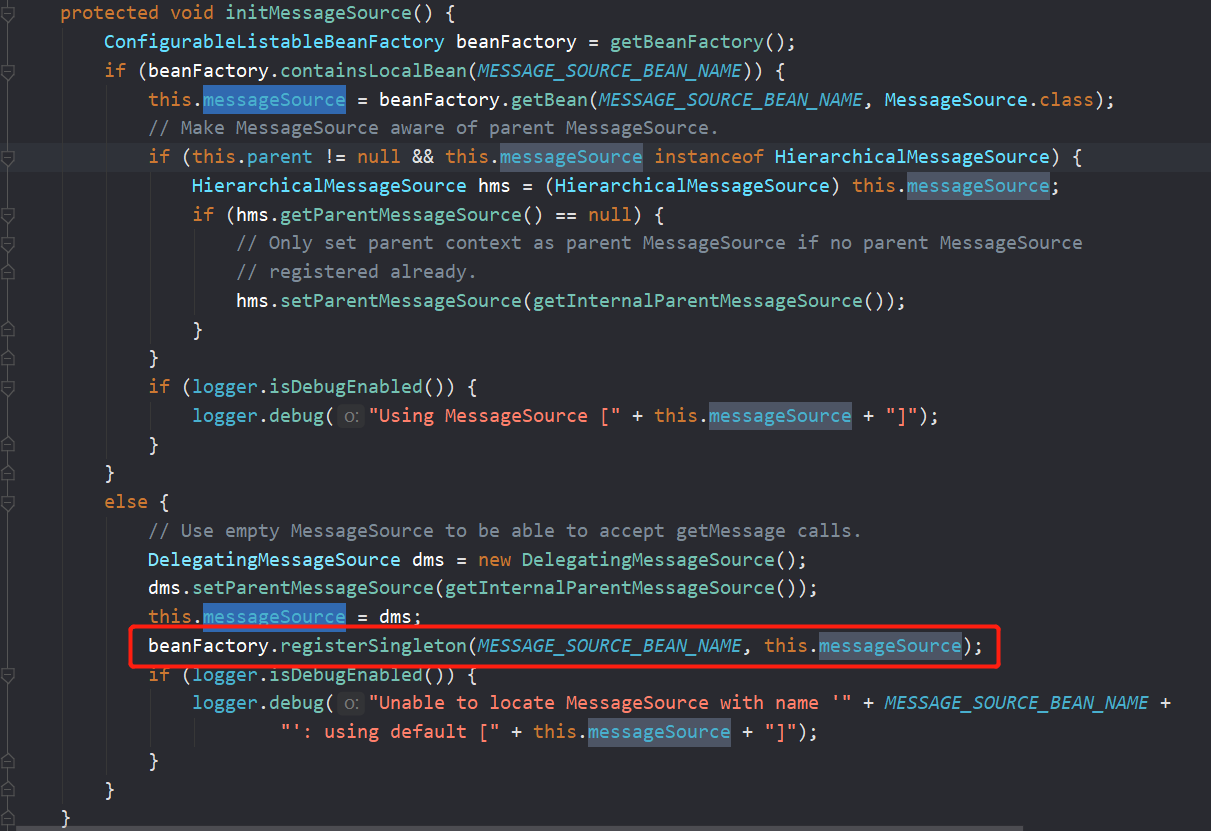 protected void initMessageSource() {
ConfigurableListableBeanFactory beanFactory = getBeanFactory();
if (beanFactory.containsLocalBean(MESSAGE_SOURCE_BEAN_NAME)) {
this.messageSource = beanFactory.getBean(MESSAGE_SOURCE_BEAN_NAME, MessageSource.class);
// Make MessageSource aware of parent MessageSource.
if (this.parent != null && this.messageSource instanceof HierarchicalMessageSource) {
HierarchicalMessageSource hms = (HierarchicalMessageSource) this.messageSource;
if (hms.getParentMessageSource() == null) {
// Only set parent context as parent MessageSource if no parent MessageSource
// registered already.
hms.setParentMessageSource(getInternalParentMessageSource());
}
}
if (logger.isDebugEnabled()) {
logger.debug( o: "Using MessageSource [" + this.messageSource + "]");
}
}
else {
// Use empty MessageSource to be able to accept getMessage calls.
DelegatingMessageSource dms = new DelegatingMessageSource();
dms.setParentMessageSource(getInternalParentMessageSource());
this.messageSource = dms;
beanFactory.registerSingleton(MESSAGE_SOURCE_BEAN_NAME, this.messageSource);
if (logger.isDebugEnabled()) {
logger.debug( o: "Unable to locate MessageSource with name '" + MESSAGE_SOURCE_BEAN_NAME +
"': using default [" + this.messageSource + "]");
}
}
}